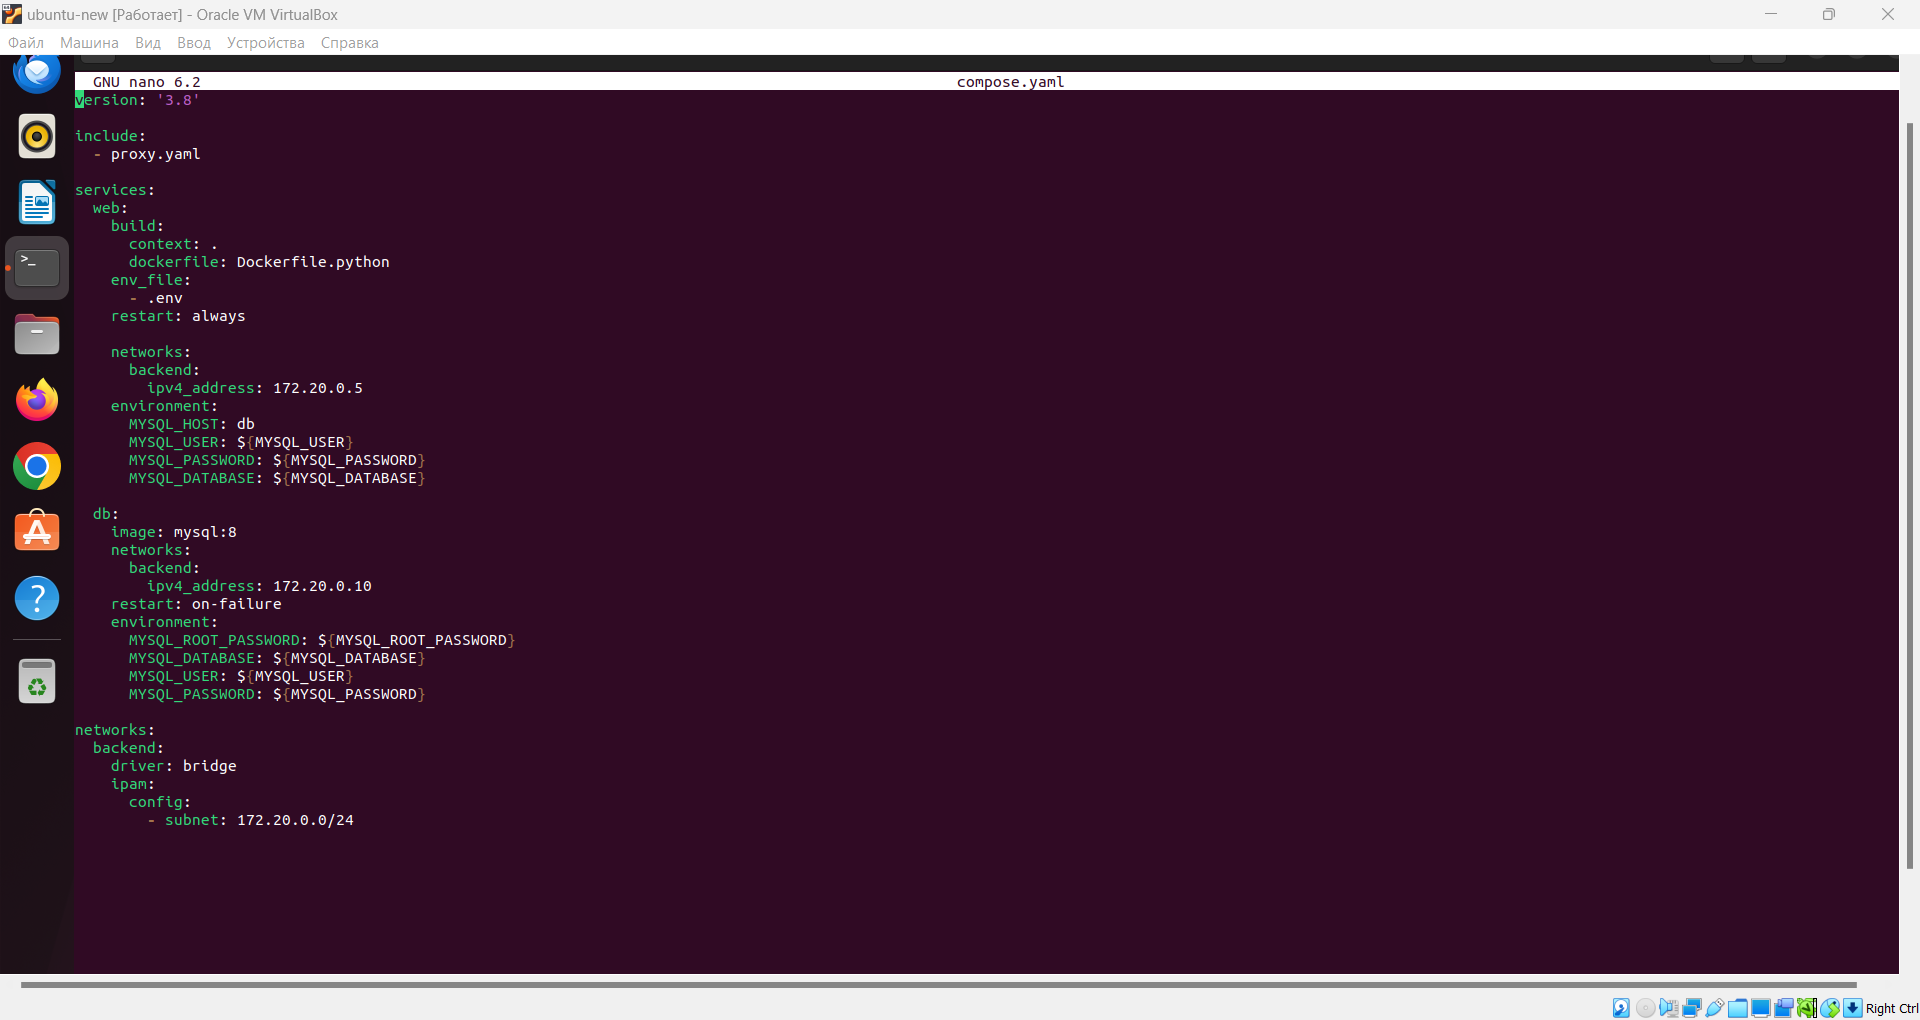 ubuntu-new [Работает] - Oracle VM VirtualBox
Файл Машина Вид Ввод Устройства Справка
GNU nano 6.2 compose.yaml
version: '3.8'
include:
  - proxy.yaml
services:
  web:
    build:
      context: .
      dockerfile: Dockerfile.python
    env_file:
      - .env
    restart: always
    networks:
      backend:
        ipv4_address: 172.20.0.5
    environment:
      MYSQL_HOST: db
      MYSQL_USER: ${MYSQL_USER}
      MYSQL_PASSWORD: ${MYSQL_PASSWORD}
      MYSQL_DATABASE: ${MYSQL_DATABASE}
  db:
    image: mysql:8
    networks:
      backend:
        ipv4_address: 172.20.0.10
    restart: on-failure
    environment:
      MYSQL_ROOT_PASSWORD: ${MYSQL_ROOT_PASSWORD}
      MYSQL_DATABASE: ${MYSQL_DATABASE}
      MYSQL_USER: ${MYSQL_USER}
      MYSQL_PASSWORD: ${MYSQL_PASSWORD}
networks:
  backend:
    driver: bridge
    ipam:
      config:
        - subnet: 172.20.0.0/24
Right Ctrl